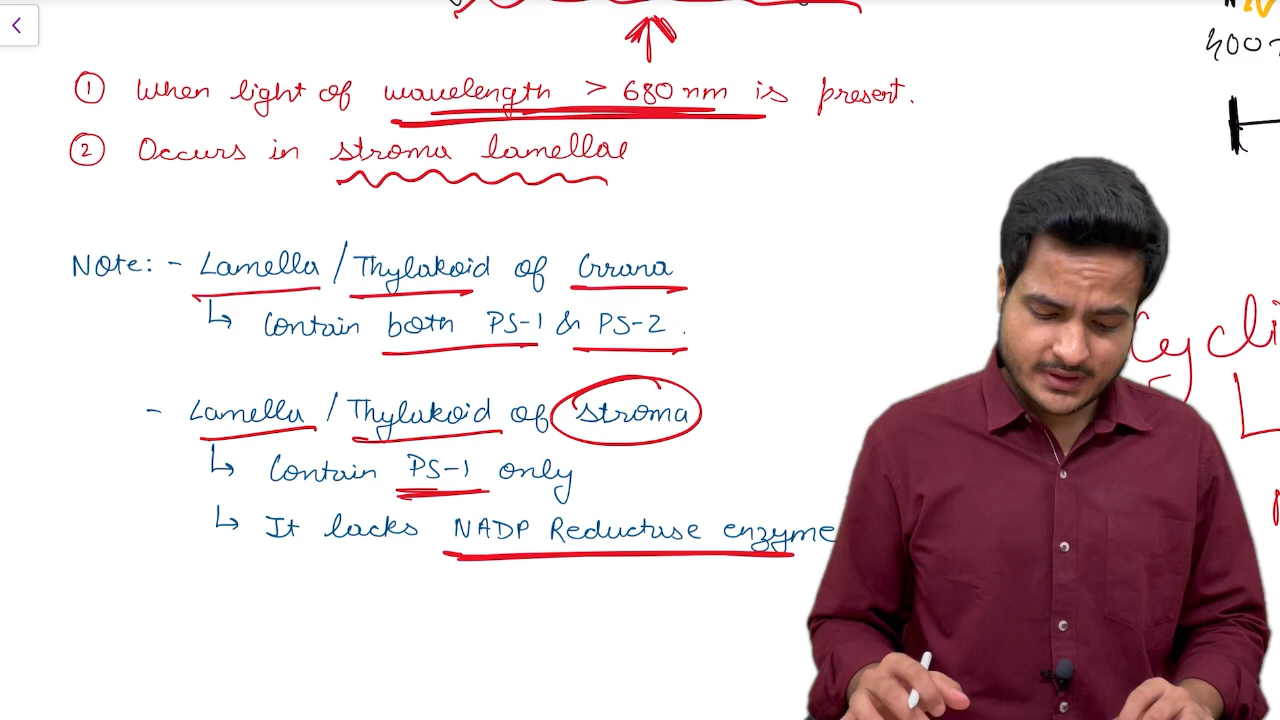 300
① When light of wavelength > 680 nm is present.
② Occurs in stroma lamellae
Note: - Lamella / Thylakoid of Grana
↳ Contain both PS-1 & PS-2.
Cycli
- Lamella / Thylakoid of stroma
↳ Contain PS-1 only
↳ It lacks NADP Reductase enzyme